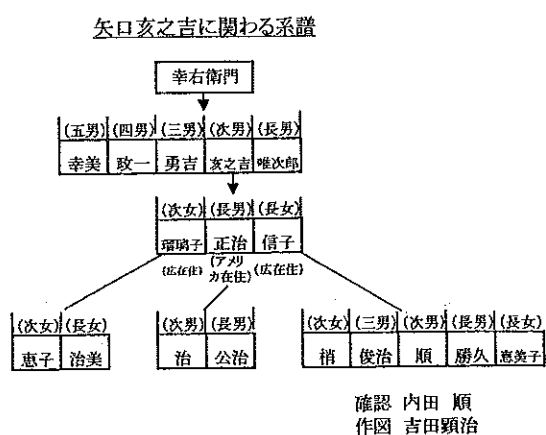 矢口亥之吉に関わる系譜
幸右衛門
(五男) (四男) (三男) (次男) (長男)
幸美 政一 勇吉 亥之吉 唯次郎
(次女) (長男) (長女)
瑠璃子 正治 信子
(広在住) (アメリカ在住) (広在住)
(次女) (長女) (次男) (長男) (次女) (三男) (次男) (長男) (長女)
恵子 治美 治 公治 梢 俊治 順 勝久 恵美子
確認 内田 順
作図 吉田顕治